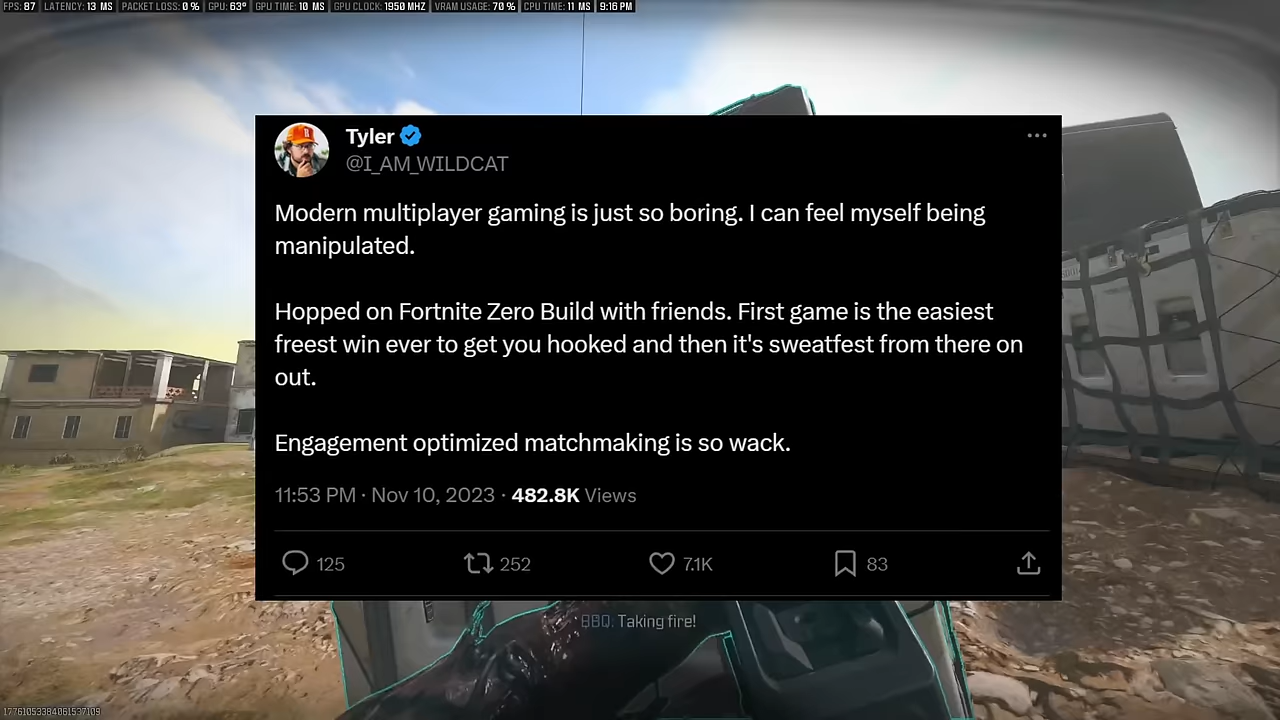 FPS: 87 LATENCY: 13 MS PACKET LOSS: 0 % GPU: 63° GPU TIME: 10 MS GPU CLOCK: 1950 MHZ VRAM USAGE: 70 % CPU TIME: 11 MS 9:16 PM
Tyler
@I_AM_WILDCAT
Modern multiplayer gaming is just so boring. I can feel myself being
manipulated.
Hopped on Fortnite Zero Build with friends. First game is the easiest
freest win ever to get you hooked and then it's sweatfest from there on
out.
Engagement optimized matchmaking is so wack.
11:53 PM · Nov 10, 2023 · 482.8K Views
125 252 7.1K 83
BBQ: Taking fire!
17761053384061537109